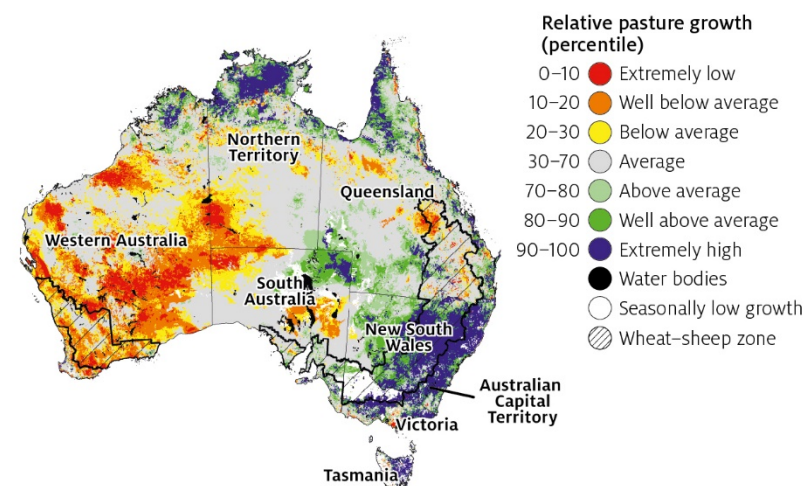 Relative pasture growth
(percentile)
0–10 Extremely low
10–20 Well below average
20–30 Below average
30–70 Average
70–80 Above average
80–90 Well above average
90–100 Extremely high
Water bodies
Seasonally low growth
Wheat–sheep zone
Northern
Territory
Queensland
Western Australia
South
Australia
New South
Wales
Australian
Capital
Territory
Victoria
Tasmania